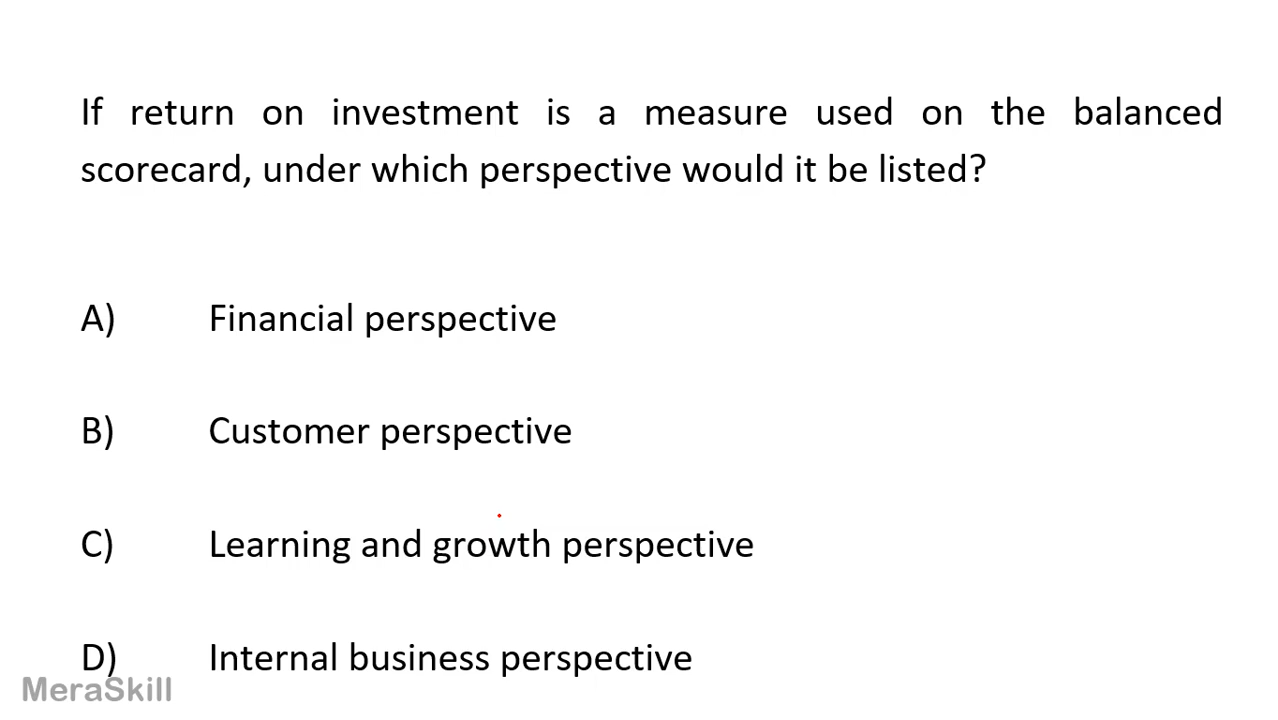 If return on investment is a measure used on the balanced
scorecard, under which perspective would it be listed?
A) Financial perspective
B) Customer perspective
C) Learning and growth perspective
D) Internal business perspective
MeraSkill